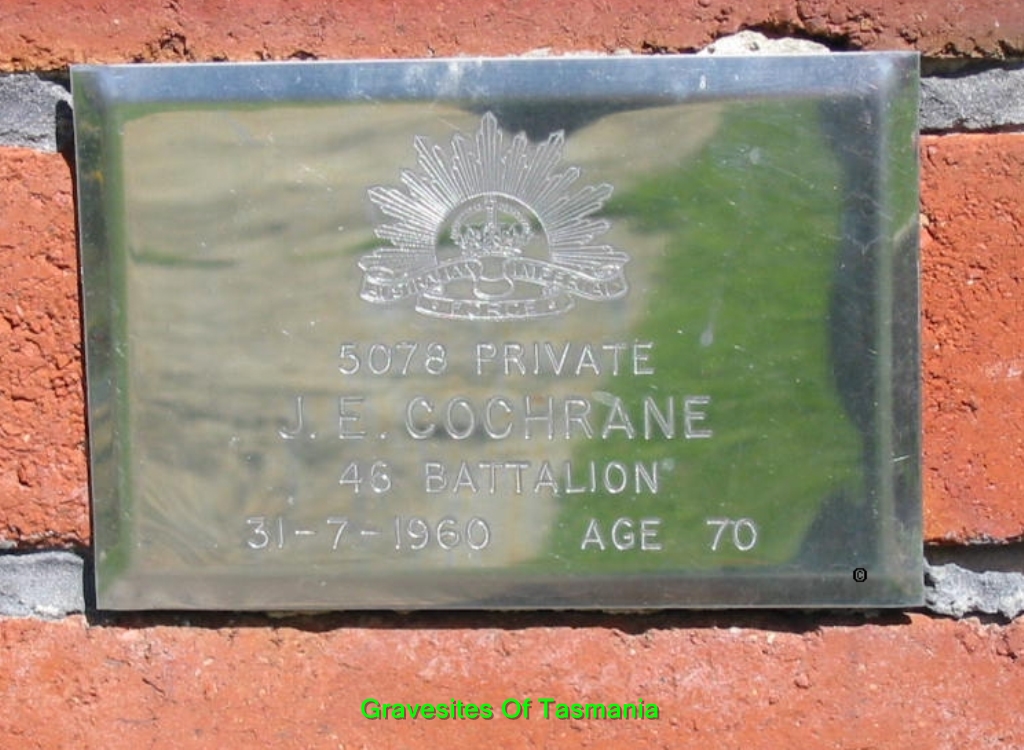 AUSTRALIAN IMPERIAL
FORCE
5078 PRIVATE
J. E. COCHRANE
46 BATTALION
31-7-1960 AGE 70
©
Gravesites Of Tasmania